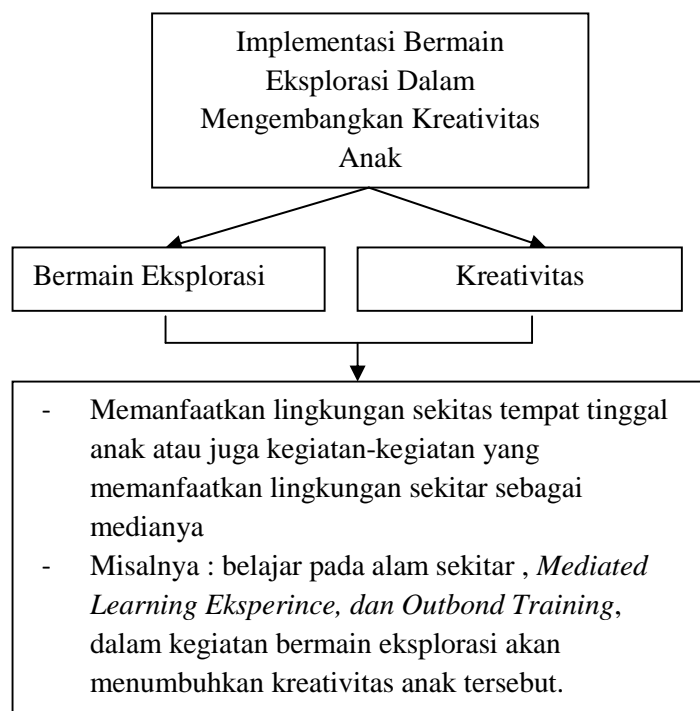 Implementasi Bermain
Eksplorasi Dalam
Mengembangkan Kreativitas
Anak
Bermain Eksplorasi
Kreativitas
- Memanfaatkan lingkungan sekitas tempat tinggal
anak atau juga kegiatan-kegiatan yang
memanfaatkan lingkungan sekitar sebagai
medianya
- Misalnya : belajar pada alam sekitar , Mediated
Learning Eksperince, dan Outbond Training,
dalam kegiatan bermain eksplorasi akan
menumbuhkan kreativitas anak tersebut.